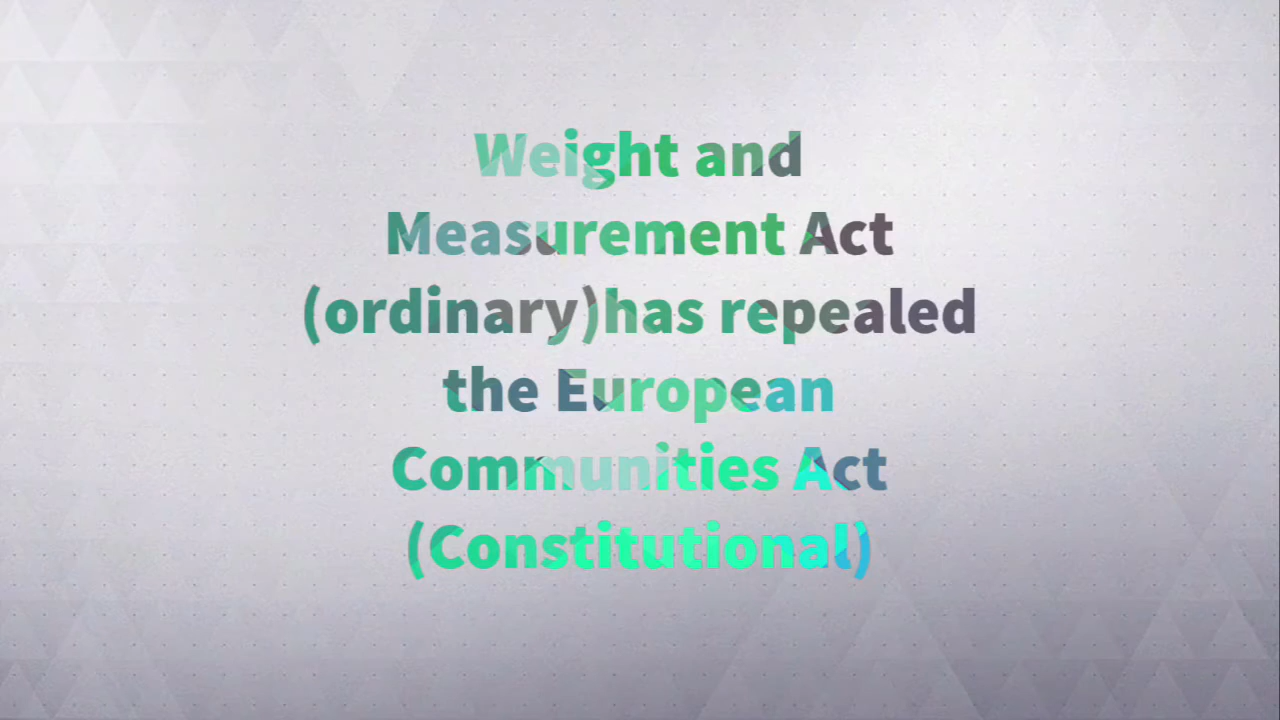 Weight and
Measurement Act
(ordinary)has repealed
the European
Communities Act
(Constitutional)